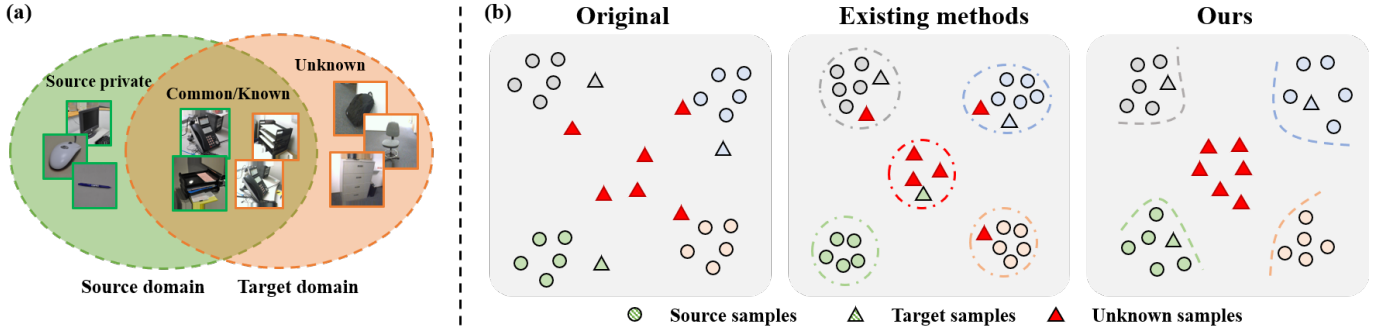 (a)
Source private
Common/Known
Unknown
Source domain
Target domain
(b)
Original
Existing methods
Ours
Source samples
Target samples
Unknown samples